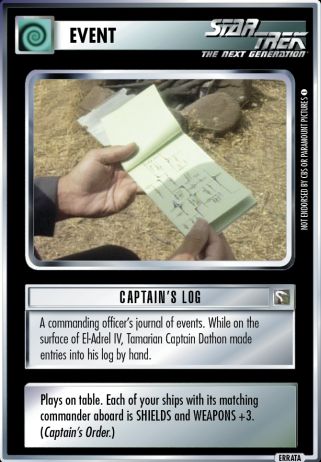 EVENT
STAR TREK
THE NEXT GENERATION
NOT ENDORSED BY CBS OR PARAMOUNT PICTURES
CAPTAIN'S LOG
A commanding officer's journal of events. While on the
surface of El-Adrel IV, Tamarian Captain Dathon made
entries into his log by hand.
Plays on table. Each of your ships with its matching
commander aboard is SHIELDS and WEAPONS +3.
(Captain's Order.)
ERRATA